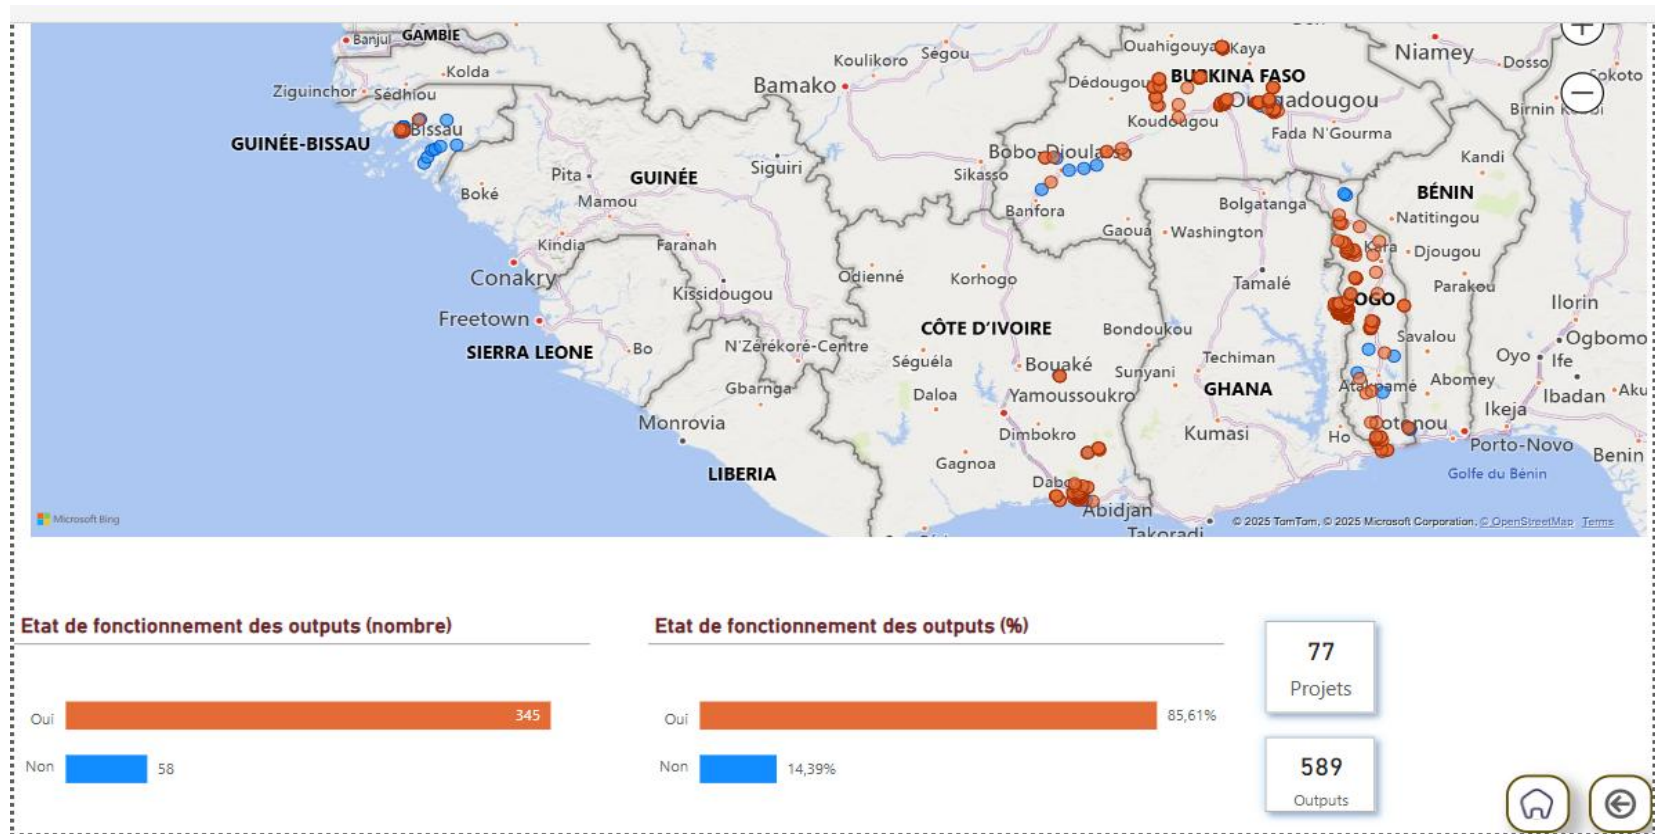 Banjul
GAMBIE
Kolda
Ziguinchor
Sédhiou
GUINÉE-BISSAU
Bissau
Boké
Pita
Mamou
Kindia
Conakry
Freetown
SIERRA LEONE
Bo
GUINÉE
Faranah
Kissidougou
N'Zérékoré-Centre
Gbarnga
Monrovia
LIBERIA
Koulikoro
Ségou
Bamako
Siguiri
Sikasso
Odienné
Korhogo
CÔTE D'IVOIRE
Séguéla
Bouaké
Daloa
Yamoussoukro
Dimbokro
Gagnoa
Abidjan
Takoradi
Ouahigouya
Kaya
Dédougou
BURKINA FASO
Ouagadougou
Koudougou
Fada N'Gourma
Bobo-Dioulasso
Banfora
Gaoua
Washington
Bolgatanga
Tamalé
Bondoukou
Techiman
Sunyani
GHANA
Kumasi
Ho
Niamey
Dosso
Sokoto
Kandi
BÉNIN
Natitingou
Djougou
Kara
Parakou
Savalou
Abomey
Atakpamé
Porto-Novo
Golfe du Bénin
Ilorin
Ogbomo
Oyo
Ife
Ibadan
Aku
Ikeja
Benin
Microsoft Bing
© 2025 TomTom, © 2025 Microsoft Corporation, © OpenStreetMap Terms
Etat de fonctionnement des outputs (nombre)
Oui
345
Non
58
Etat de fonctionnement des outputs (%)
Oui
85,61%
Non
14,39%
77
Projets
589
Outputs